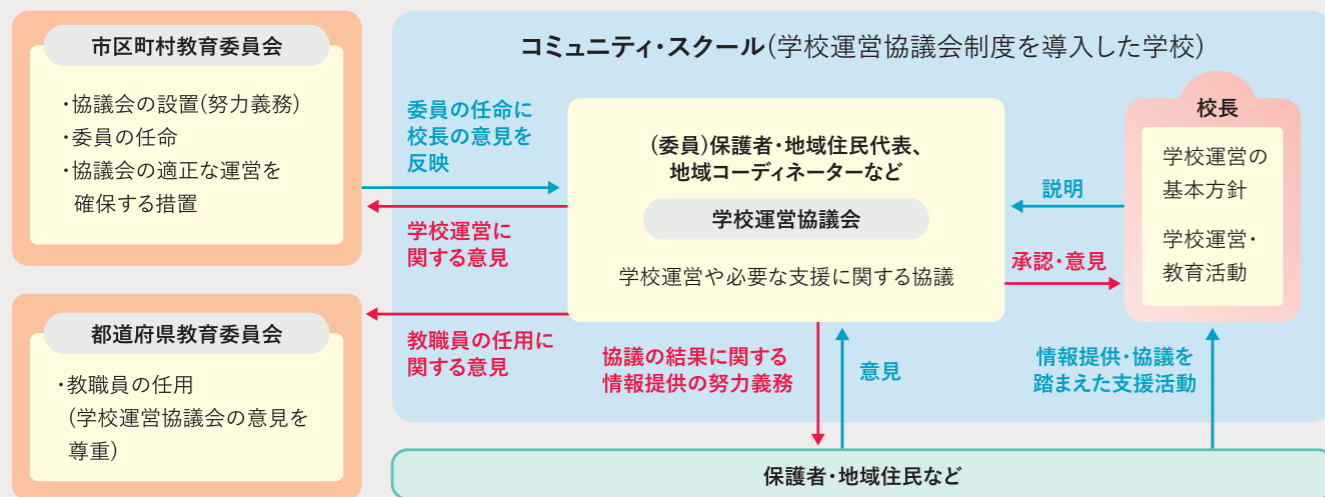 市区町村教育委員会
・協議会の設置(努力義務)
・委員の任命
・協議会の適正な運営を
確保する措置
都道府県教育委員会
・教職員の任用
(学校運営協議会の意見を
尊重)
コミュニティ・スクール(学校運営協議会制度を導入した学校)
委員の任命に
校長の意見を
反映
学校運営に
関する意見
教職員の任用に
関する意見
(委員)保護者・地域住民代表、
地域コーディネーターなど
学校運営協議会
学校運営や必要な支援に関する協議
説明
承認・意見
校長
学校運営の
基本方針
学校運営・
教育活動
協議の結果に関する
情報提供の努力義務
意見
情報提供・協議を
踏まえた支援活動
保護者・地域住民など